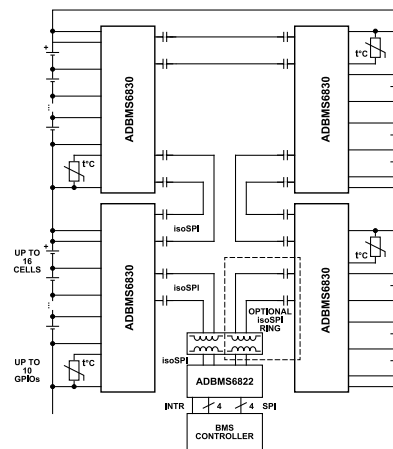 ADBMS6830
ADBMS6830
t°C
t°C
isoSPI
ADBMS6830
ADBMS6830
t°C
UP TO 16
CELLS
isoSPI
OPTIONAL
isoSPI
RING
UP TO 10
GPIOs
t°C
isoSPI
ADBMS6822
INTR
4
4
SPI
BMS
CONTROLLER